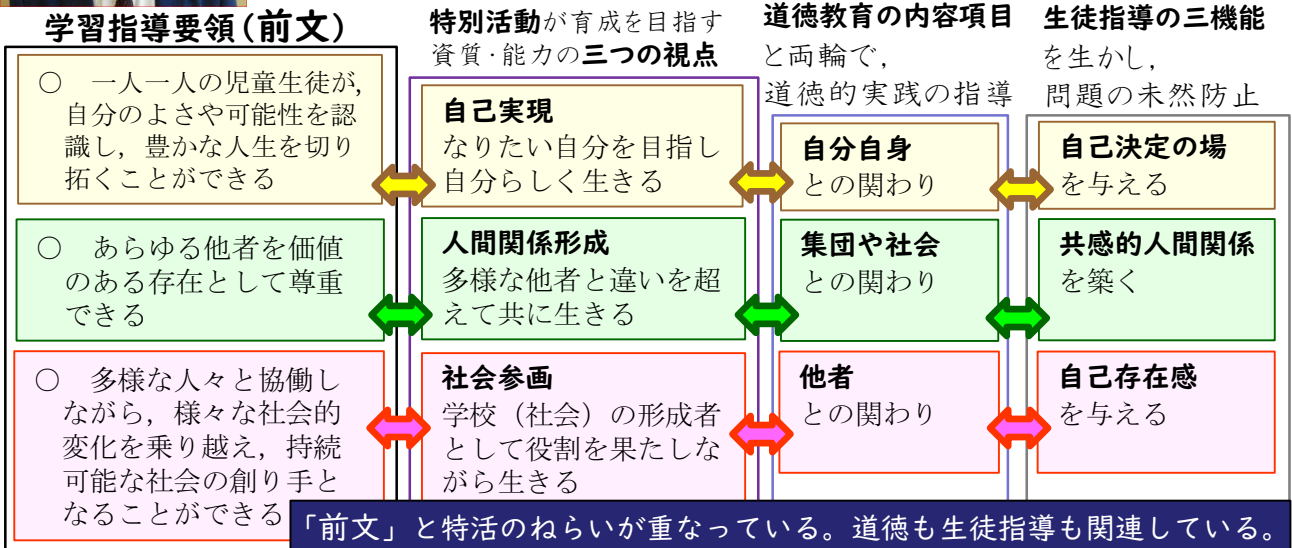 学習指導要領(前文)
○　一人一人の児童生徒が,
自分のよさや可能性を認
識し，豊かな人生を切り
拓くことができる
○　あらゆる他者を価値
のある存在として尊重
できる
○　多様な人々と協働し
ながら，様々な社会的
変化を乗り越え，持続
可能な社会の創り手と
なることができる
特別活動が育成を目指す
資質・能力の三つの視点
自己実現
なりたい自分を目指し
自分らしく生きる
人間関係形成
多様な他者と違いを超
えて共に生きる
社会参画
学校（社会）の形成者
として役割を果たしな
がら生きる
道徳教育の内容項目
と両輪で，
道徳的実践の指導
自分自身
との関わり
集団や社会
との関わり
他者
との関わり
生徒指導の三機能
を生かし，
問題の未然防止
自己決定の場
を与える
共感的人間関係
を築く
自己存在感
を与える
「前文」と特活のねらいが重なっている。道徳も生徒指導も関連している。